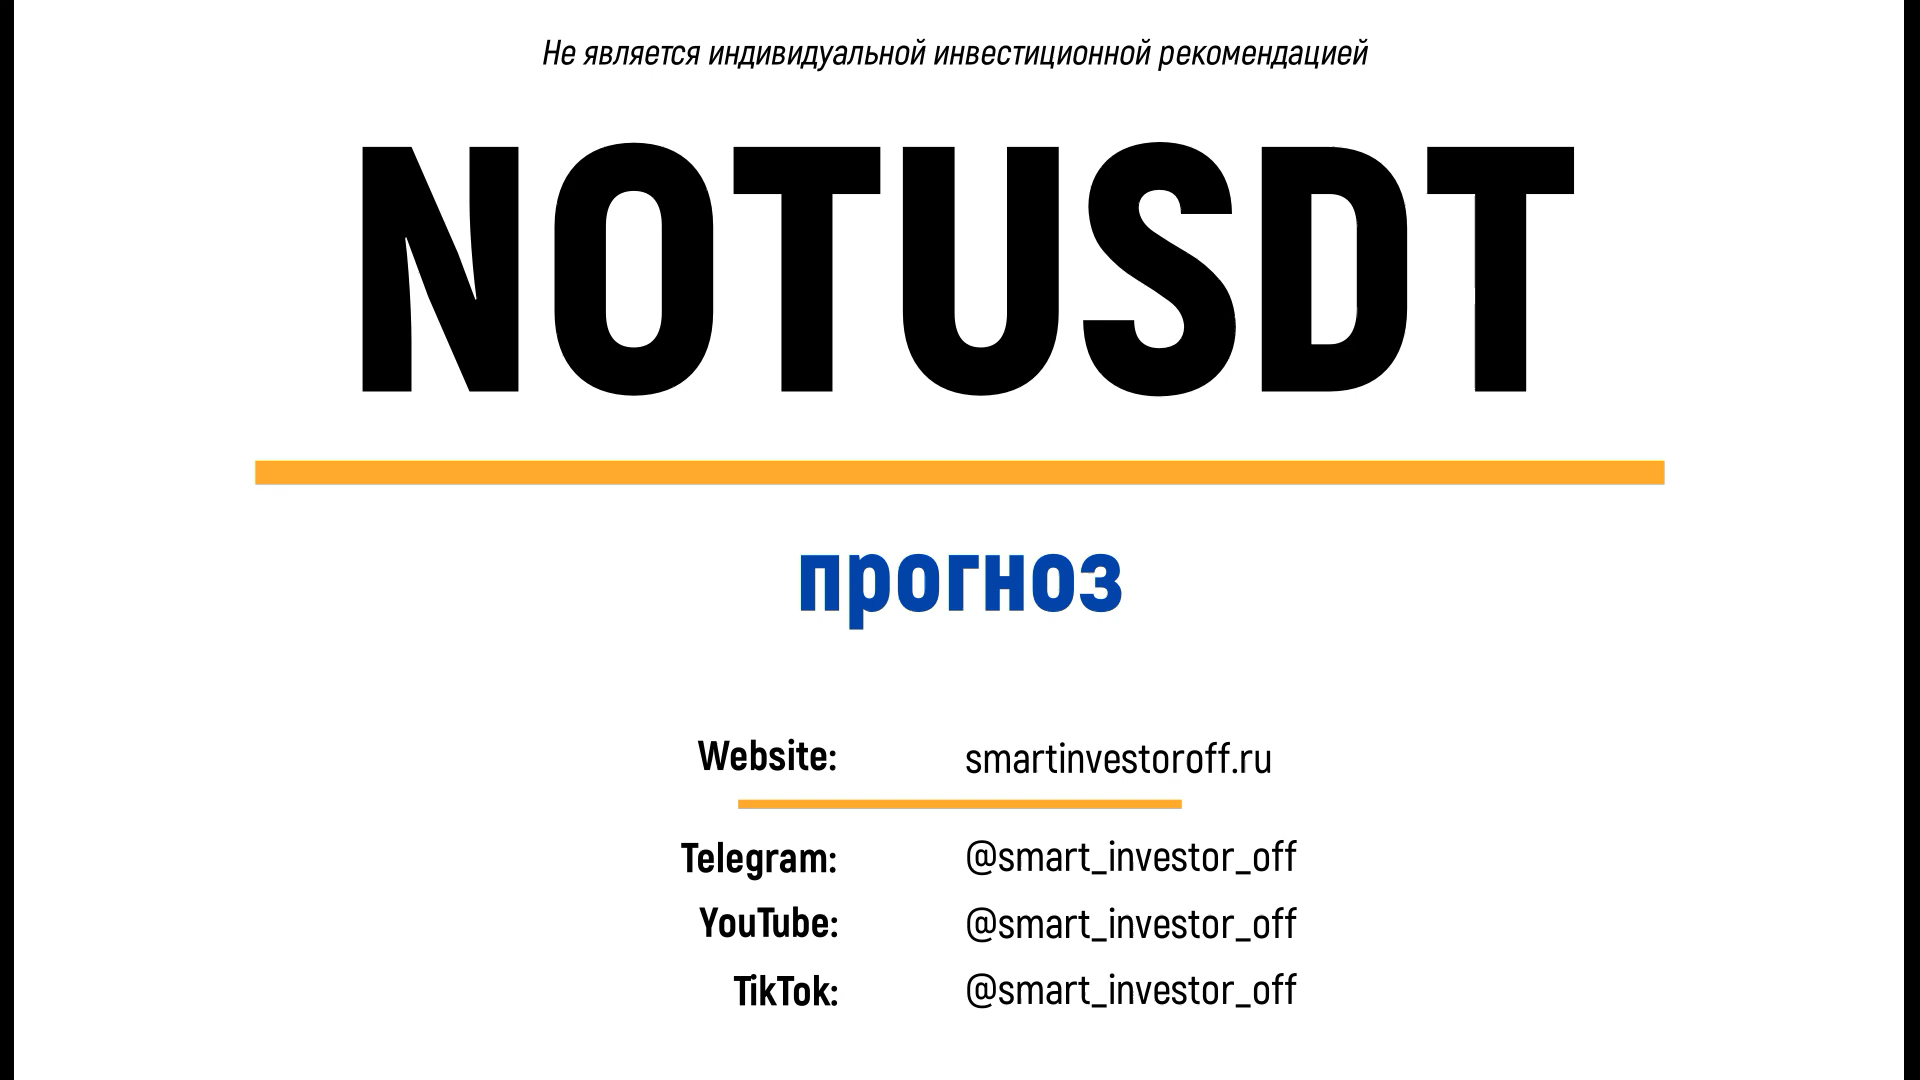 Не является индивидуальной инвестиционной рекомендацией
NOTUSDT
прогноз
Website: smartinvestoroff.ru
Telegram: @smart_investor_off
YouTube: @smart_investor_off
TikTok: @smart_investor_off